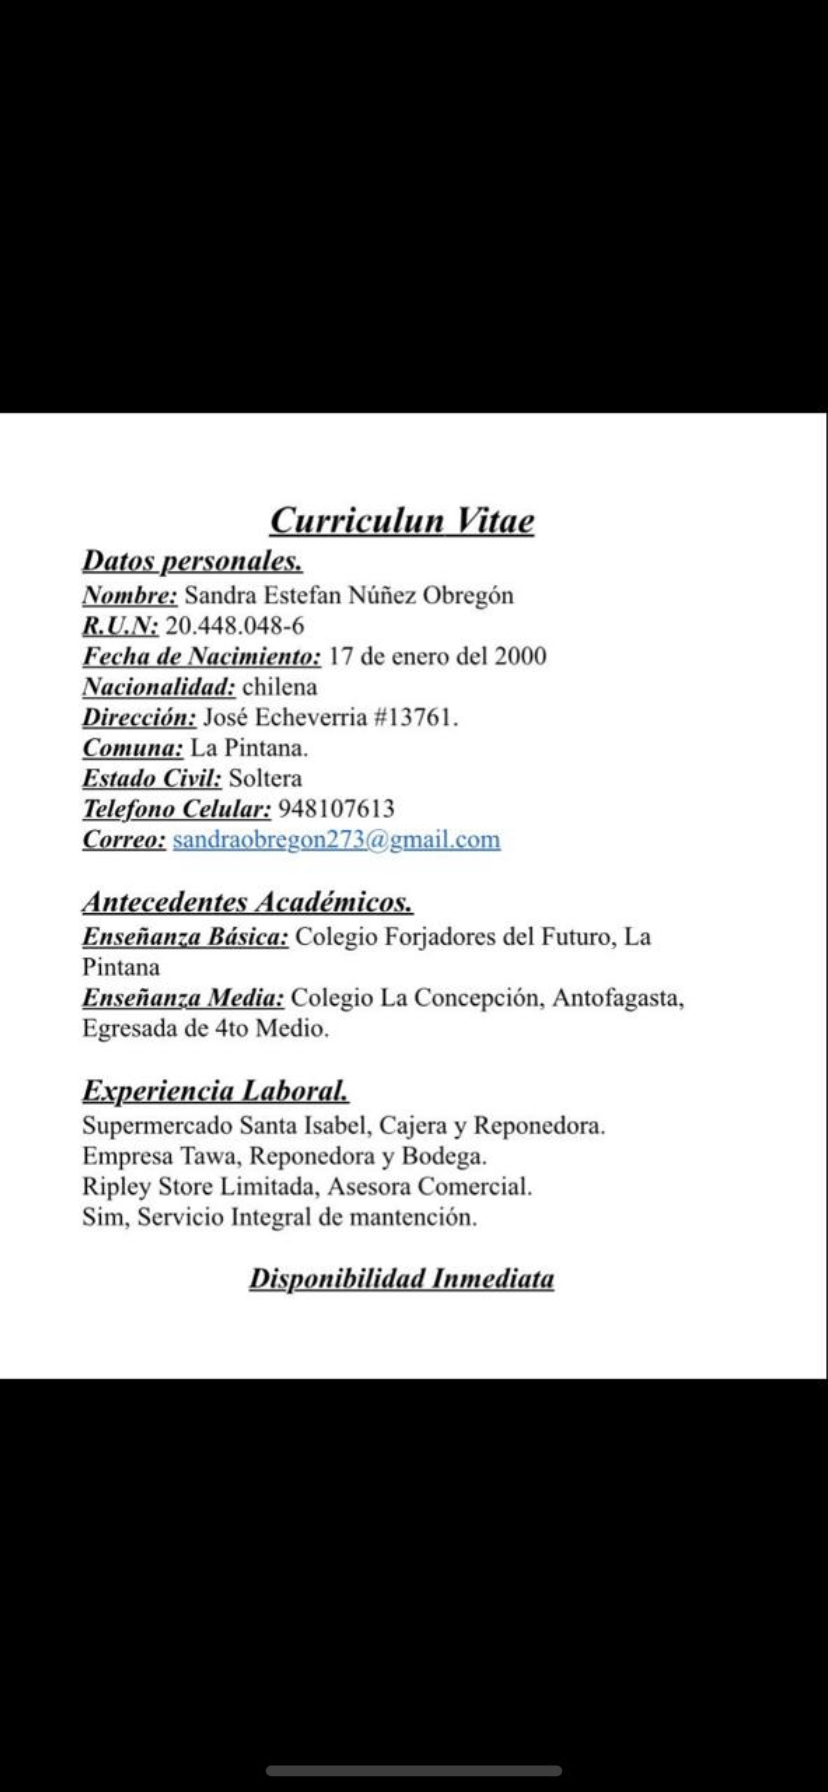 Curriculun Vitae
Datos personales.
Nombre: Sandra Estefan Núñez Obregón
R.U.N: 20.448.048-6
Fecha de Nacimiento: 17 de enero del 2000
Nacionalidad: chilena
Dirección: José Echeverria #13761.
Comuna: La Pintana.
Estado Civil: Soltera
Telefono Celular: 948107613
Correo: sandraobregon273@gmail.com
Antecedentes Académicos.
Enseñanza Básica: Colegio Forjadores del Futuro, La
Pintana
Enseñanza Media: Colegio La Concepción, Antofagasta,
Egresada de 4to Medio.
Experiencia Laboral.
Supermercado Santa Isabel, Cajera y Reponedora.
Empresa Tawa, Reponedora y Bodega.
Ripley Store Limitada, Asesora Comercial.
Sim, Servicio Integral de mantención.
Disponibilidad Inmediata